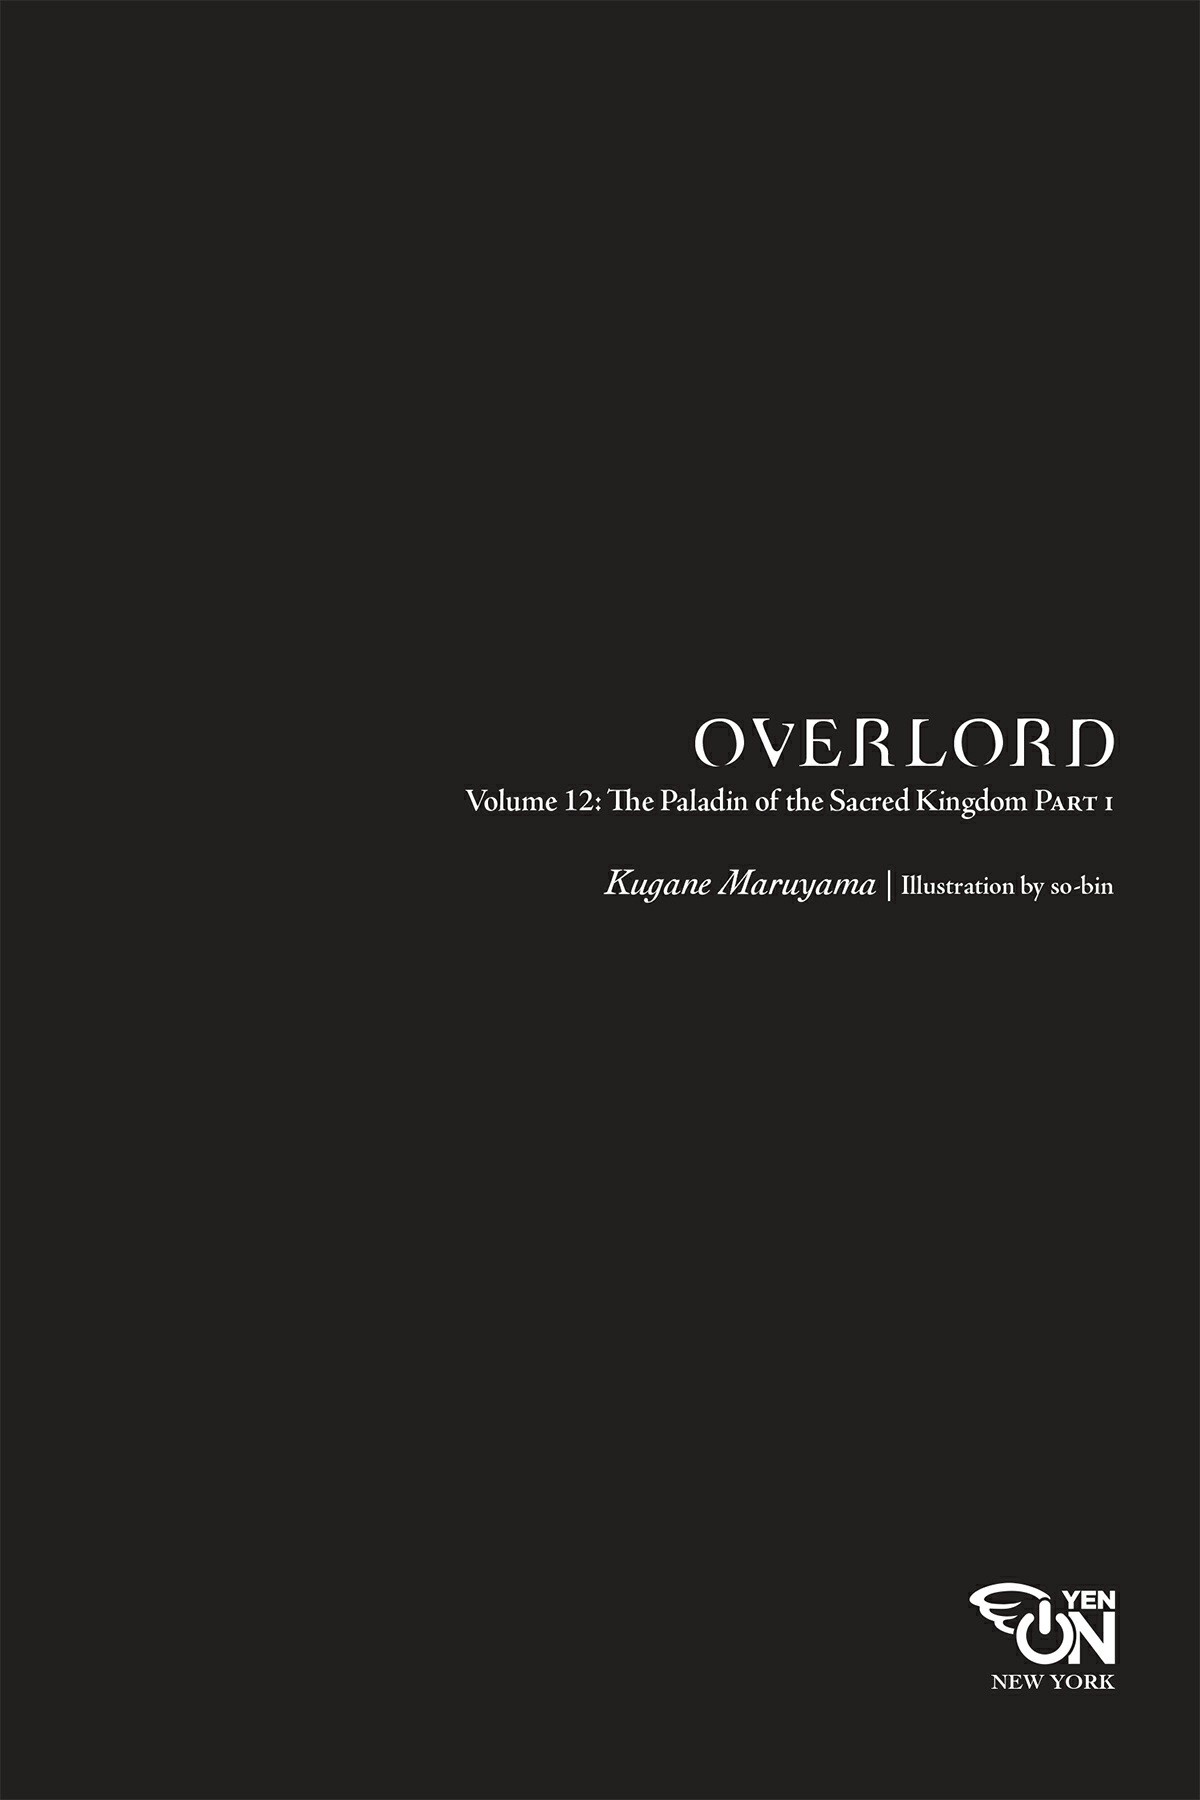 OVERLORD
Volume 12: The Paladin of the Sacred Kingdom PART I
Kugane Maruyama | Illustration by so-bin
YEN
ON
NEW YORK